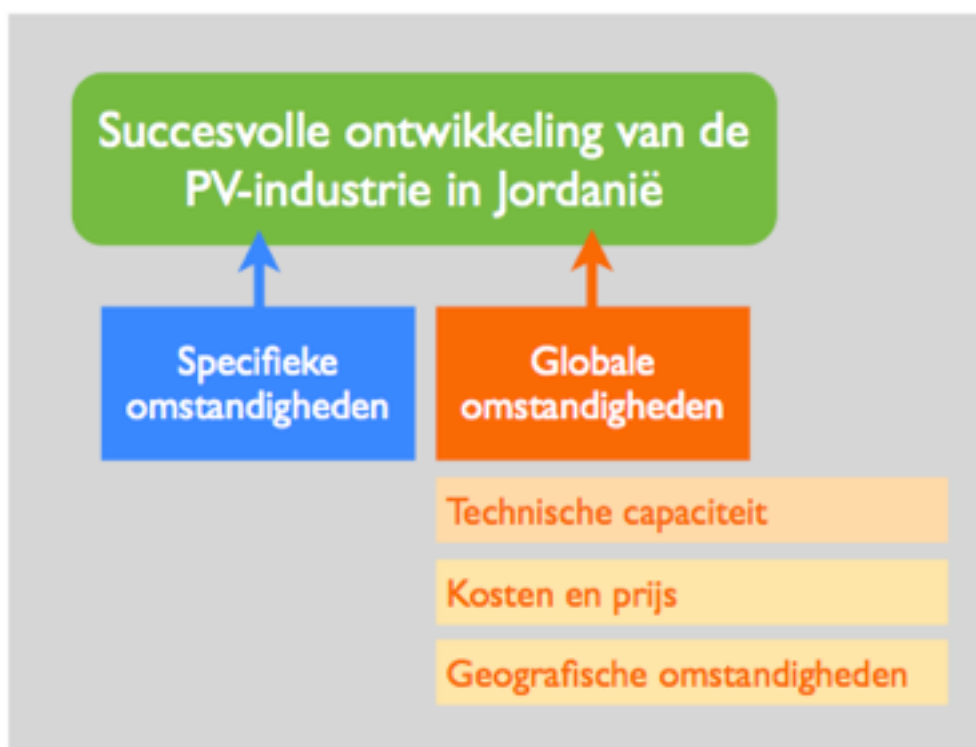 Succesvolle ontwikkeling van de
PV-industrie in Jordanië
Specifieke
omstandigheden
Globale
omstandigheden
Technische capaciteit
Kosten en prijs
Geografische omstandigheden